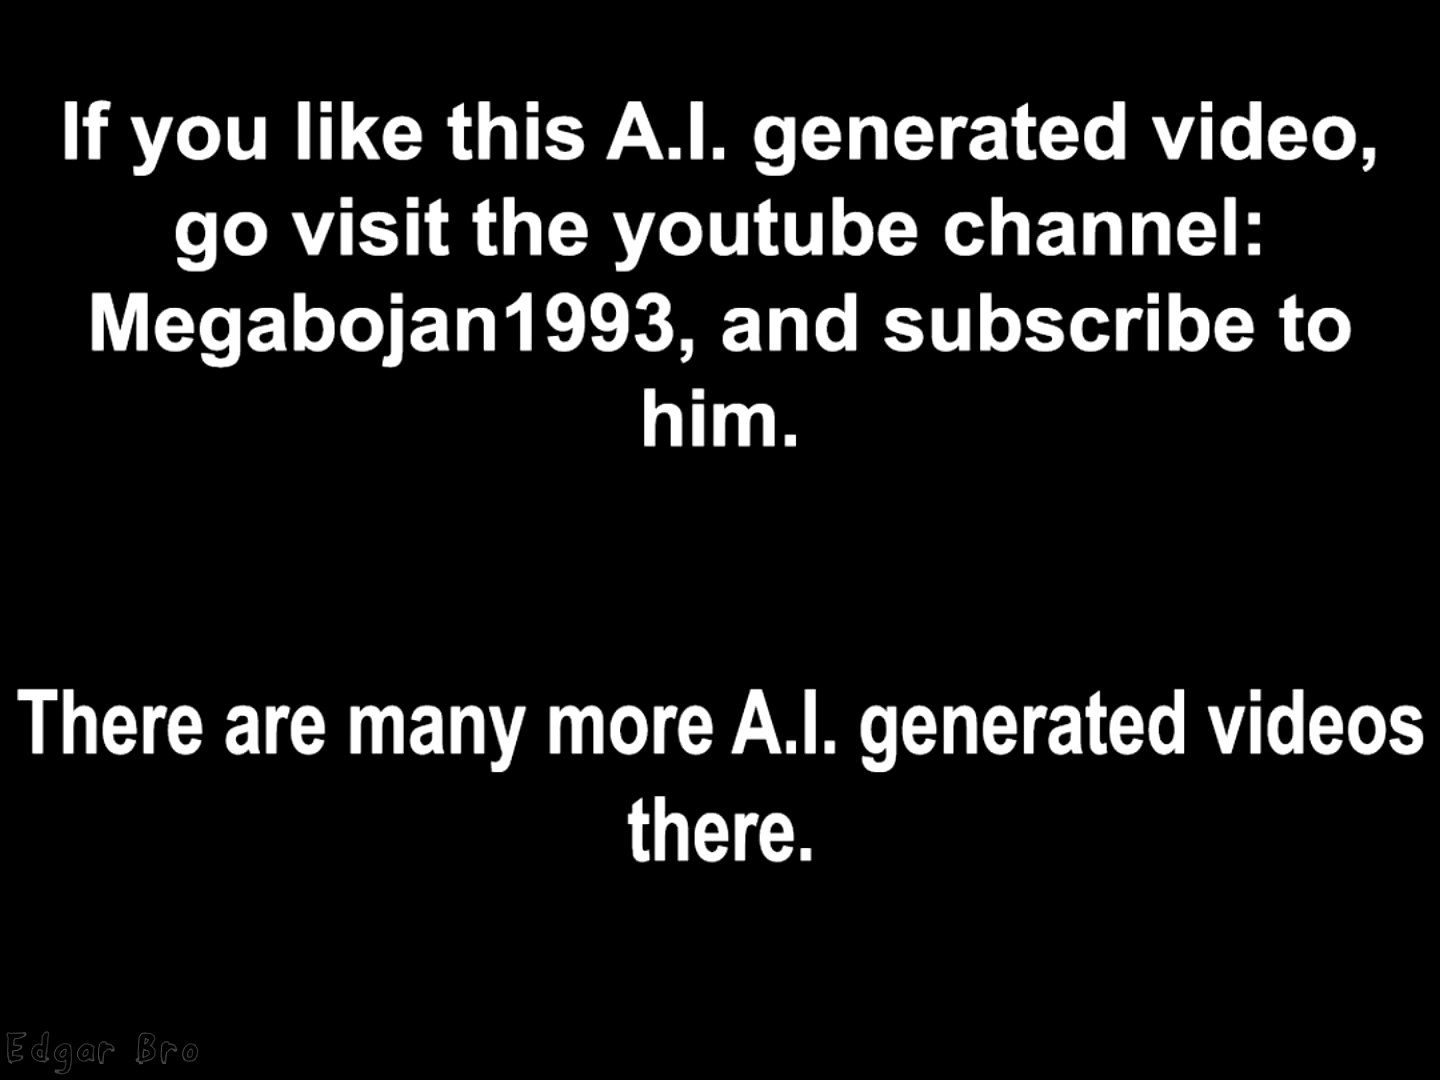 If you like this A.I. generated video,
go visit the youtube channel:
Megabojan1993, and subscribe to
him.
There are many more A.I. generated videos
there.
Edgar Bro